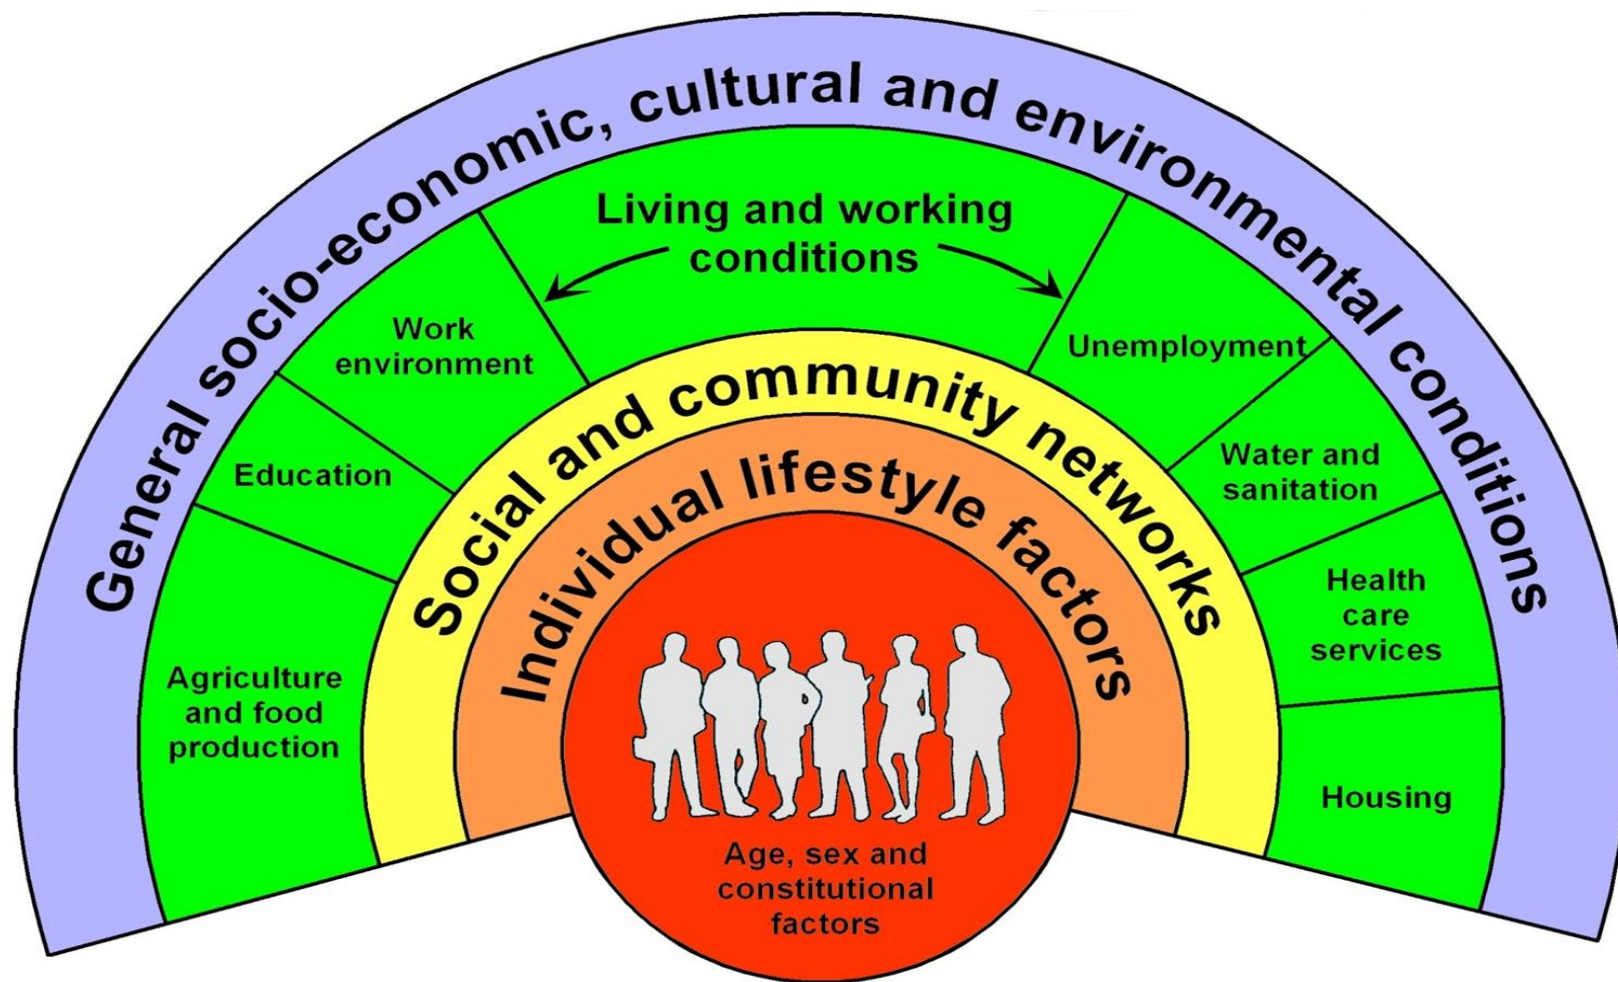 General socio-economic, cultural and environmental conditions
Living and working
conditions
Work
environment
Unemployment
Education
Water and
sanitation
Agriculture
and food
production
Health
care
services
Housing
Social and community networks
Individual lifestyle factors
Age, sex and
constitutional
factors